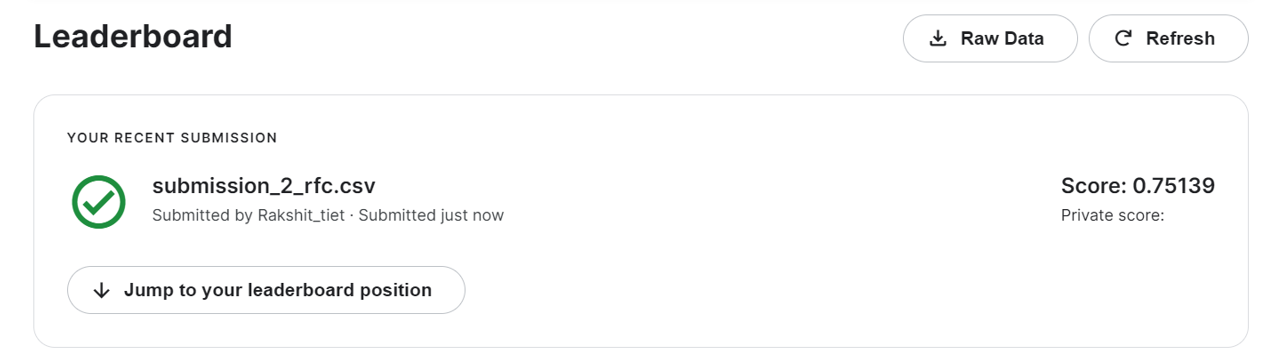 Leaderboard
Raw Data
Refresh
YOUR RECENT SUBMISSION
submission_2_rfc.csv
Score: 0.75139
Submitted by Rakshit_tiet · Submitted just now
Private score:
Jump to your leaderboard position